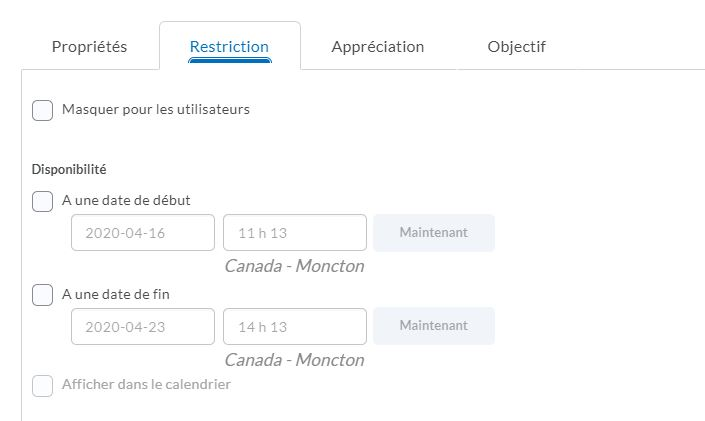 Propriétés Restriction Appréciation Objectif
Masquer pour les utilisateurs
Disponibilité
A une date de début
2020-04-16 11 h 13 Maintenant
Canada - Moncton
A une date de fin
2020-04-23 14 h 13 Maintenant
Canada - Moncton
Afficher dans le calendrier